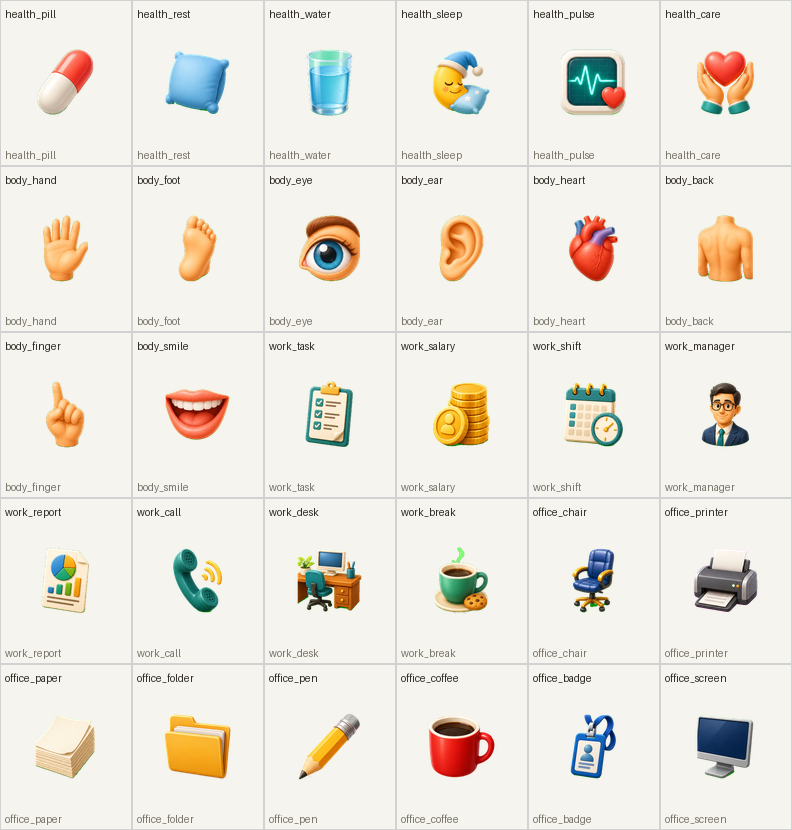 health_pill
health_rest
health_water
health_sleep
health_pulse
health_care
health_pill
health_rest
health_water
health_sleep
health_pulse
health_care
body_hand
body_foot
body_eye
body_ear
body_heart
body_back
body_hand
body_foot
body_eye
body_ear
body_heart
body_back
body_finger
body_smile
work_task
work_salary
work_shift
work_manager
body_finger
body_smile
work_task
work_salary
work_shift
work_manager
work_report
work_call
work_desk
work_break
office_chair
office_printer
work_report
work_call
work_desk
work_break
office_chair
office_printer
office_paper
office_folder
office_pen
office_coffee
office_badge
office_screen
office_paper
office_folder
office_pen
office_coffee
office_badge
office_screen